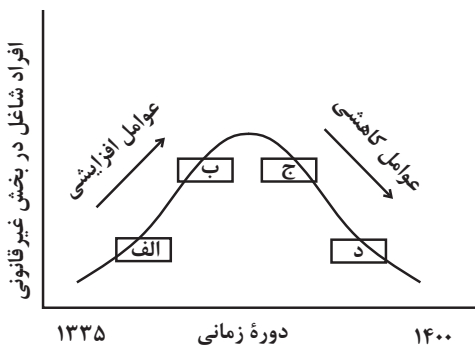 افراد شاغل در بخش غیرقانونی
عوامل افزایشی
عوامل کاهشی
ب
ج
الف
د
۱۳۳۵
دورهٔ زمانی
۱۴۰۰